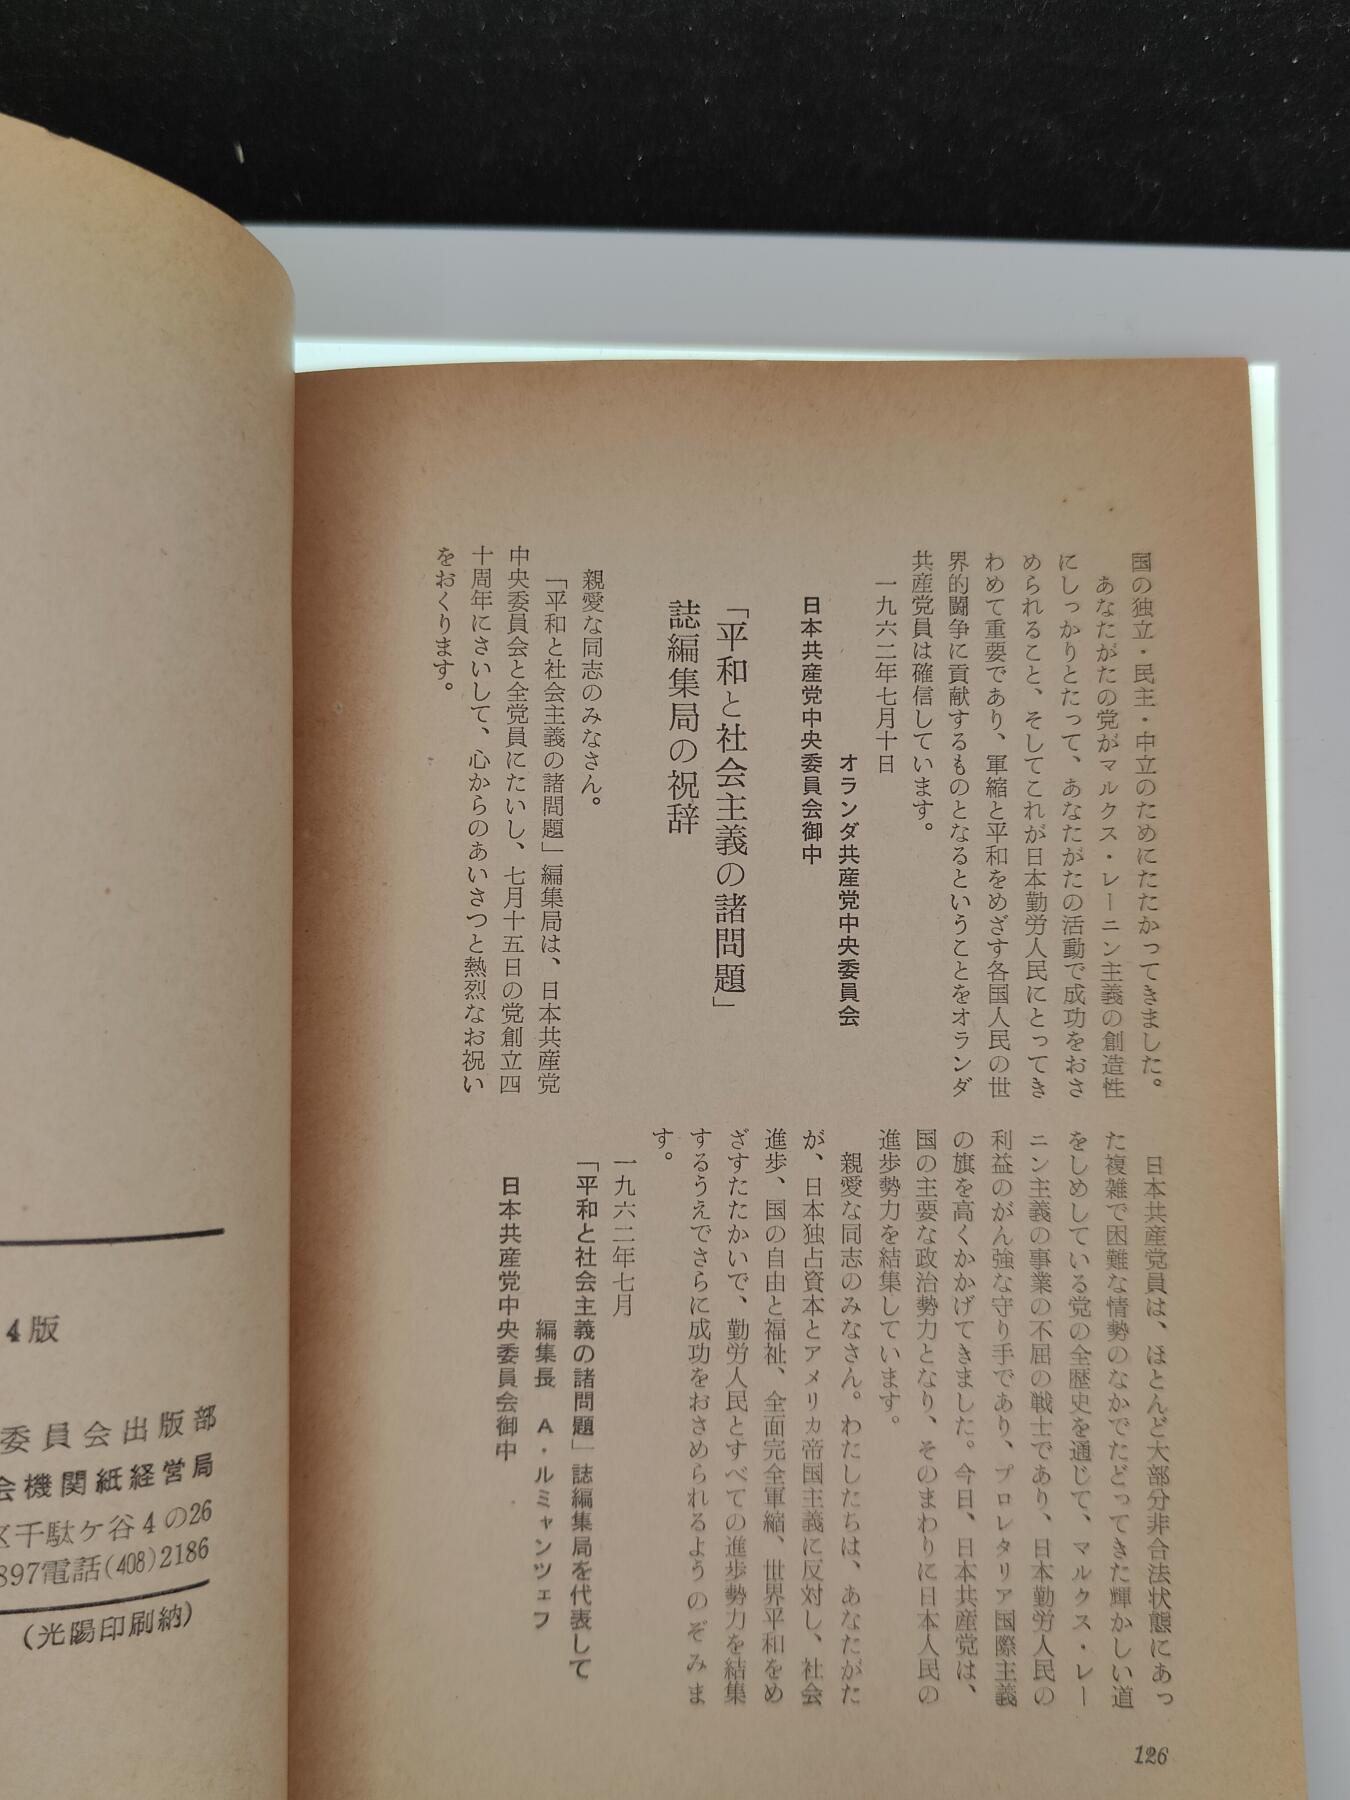 国の独立・民主・中立のためにたたかってきました。
あなたがたの党がマルクス・レーニン主義の創造性
にしっかりとたって、あなたがたの活動で成功をおさ
められること、そしてこれが日本勤労人民にとってき
わめて重要であり、軍縮と平和をめざす各国人民の世
界的闘争に貢献するものとなるということをオランダ
共産党員は確信しています。
一九六二年七月十日
オランダ共産党中央委員会
日本共産党中央委員会御中
「平和と社会主義の諸問題」
誌編集局の祝辞
親愛な同志のみなさん。
「平和と社会主義の諸問題」編集局は、日本共産党
中央委員会と全党員にたいし、七月十五日の党創立四
十周年にさいして、心からのあいさつと熱烈なお祝い
をおくります。
日本共産党員は、ほとんど大部分非合法状態にあっ
た複雑で困難な情勢のなかでたどってきた輝かしい道
をしめしている党の全歴史を通じて、マルクス・レー
ニン主義の事業の不屈の戦士であり、日本勤労人民の
利益のがん強な守り手であり、プロレタリア国際主義
の旗を高くかかげてきました。今日、日本共産党は、
国の主要な政治勢力となり、そのまわりに日本人民の
進歩勢力を結集しています。
親愛な同志のみなさん。わたしたちは、あなたがた
が、日本独占資本とアメリカ帝国主義に反対し、社会
進歩、国の自由と福祉、全面完全軍縮、世界平和をめ
ざすたたかいで、勤労人民とすべての進歩勢力を結集
するうえでさらに成功をおさめられるようのぞみま
す。
一九六二年七月
「平和と社会主義の諸問題」誌編集局を代表して
編集長 A・ルミャンツェフ
日本共産党中央委員会御中
126
4版
委員会出版部
会機関紙経営局
区千駄ケ谷4の26
897電話(408)2186
(光陽印刷納)